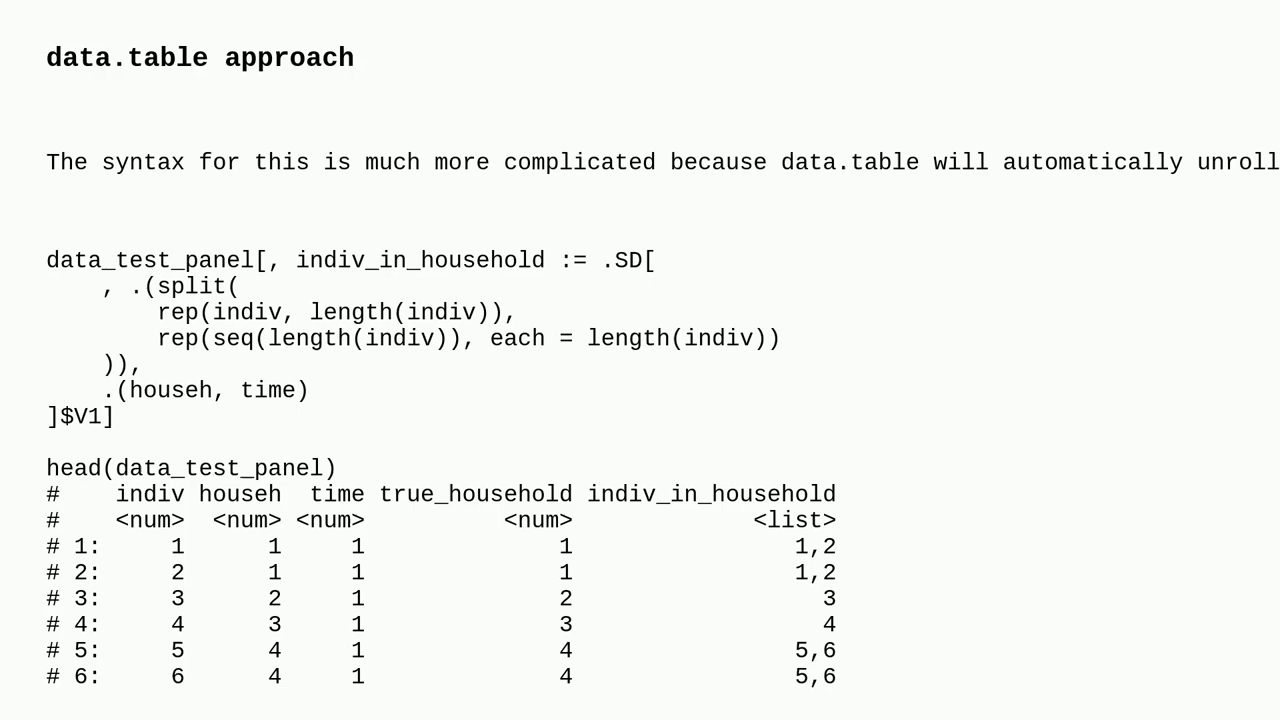 data.table approach
The syntax for this is much more complicated because data.table will automatically unroll
data_test_panel[, indiv_in_household := .SD[
    , .(split(
        rep(indiv, length(indiv)),
        rep(seq(length(indiv)), each = length(indiv))
    )),
    .(househ, time)
]$V1]
head(data_test_panel)
#    indiv househ  time true_household indiv_in_household
#    <num>  <num> <num>          <num>             <list>
# 1:     1      1     1              1                1,2
# 2:     2      1     1              1                1,2
# 3:     3      2     1              2                  3
# 4:     4      3     1              3                  4
# 5:     5      4     1              4                5,6
# 6:     6      4     1              4                5,6